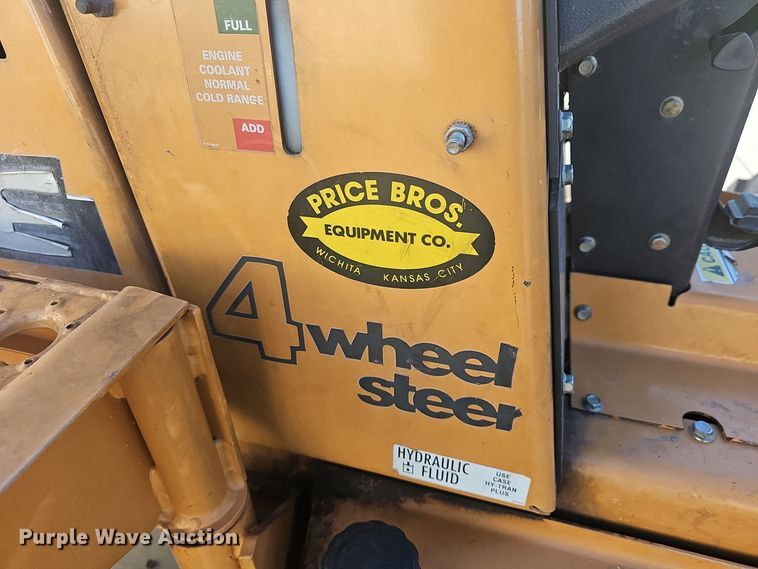 FULL
ENGINE
COOLANT
NORMAL
COLD RANGE
ADD
PRICE BROS.
EQUIPMENT CO.
WICHITA KANSAS CITY
4 wheel
steer
HYDRAULIC
FLUID
USE
CASE
HY-TRAN
PLUS
Purple Wave Auction